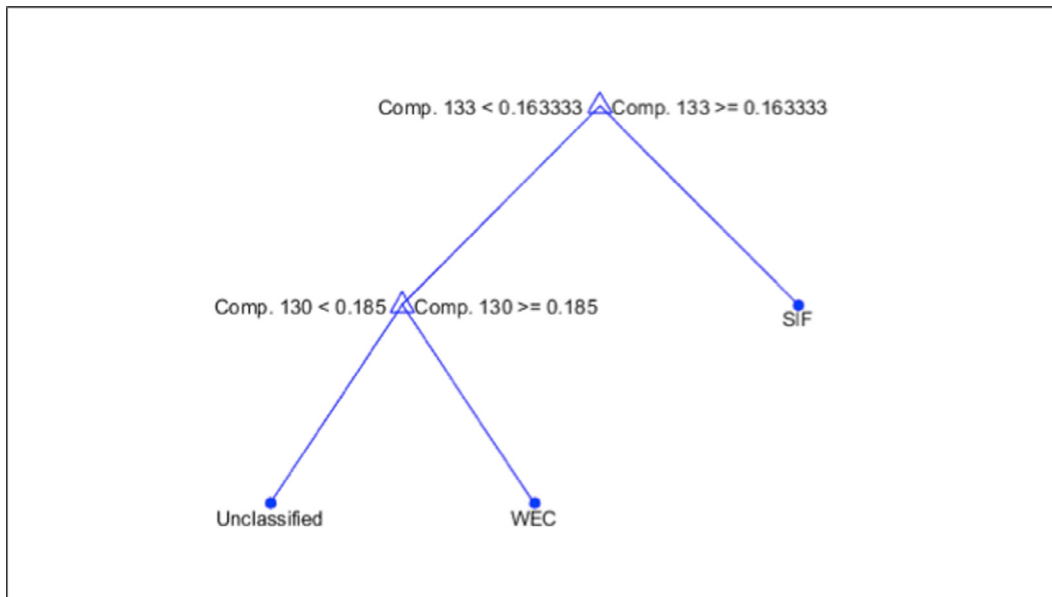 Comp. 133 < 0.163333 Comp. 133 >= 0.163333
Comp. 130 < 0.185 Comp. 130 >= 0.185
SIF
Unclassified WEC